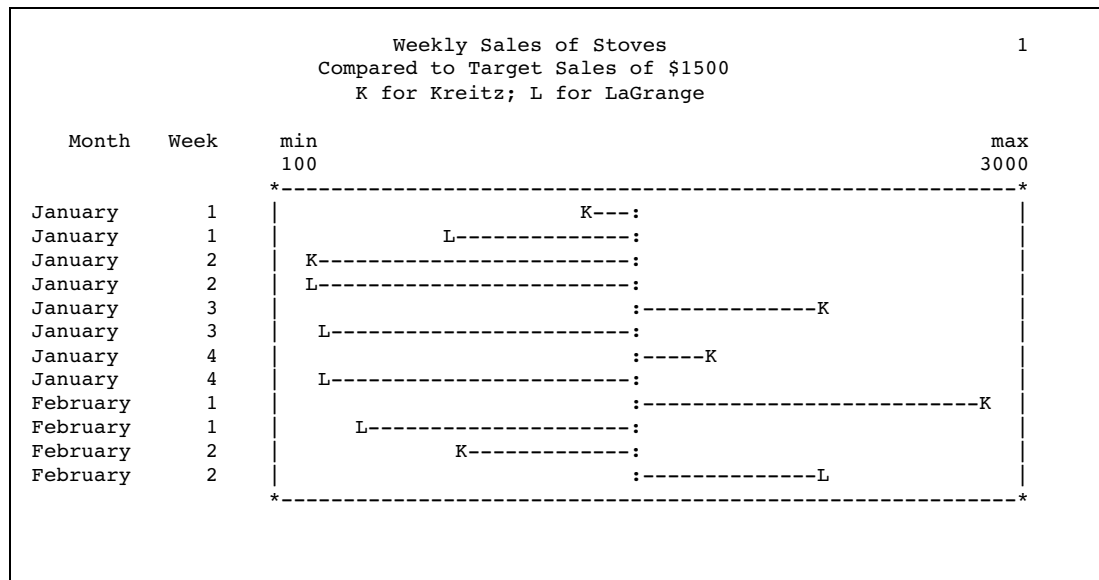 Weekly Sales of Stoves 1
Compared to Target Sales of $1500
K for Kreitz; L for LaGrange
Month Week min max
100 3000
*-----------------------------------------------------------*
January 1 | K---: |
January 1 | L--------------: |
January 2 | K-------------------------: |
January 2 | L-------------------------: |
January 3 | :--------------K |
January 3 | L------------------------: |
January 4 | :-----K |
January 4 | L------------------------: |
February 1 | :---------------------------K |
February 1 | L---------------------: |
February 2 | K-------------: |
February 2 | :--------------L |
*-----------------------------------------------------------*